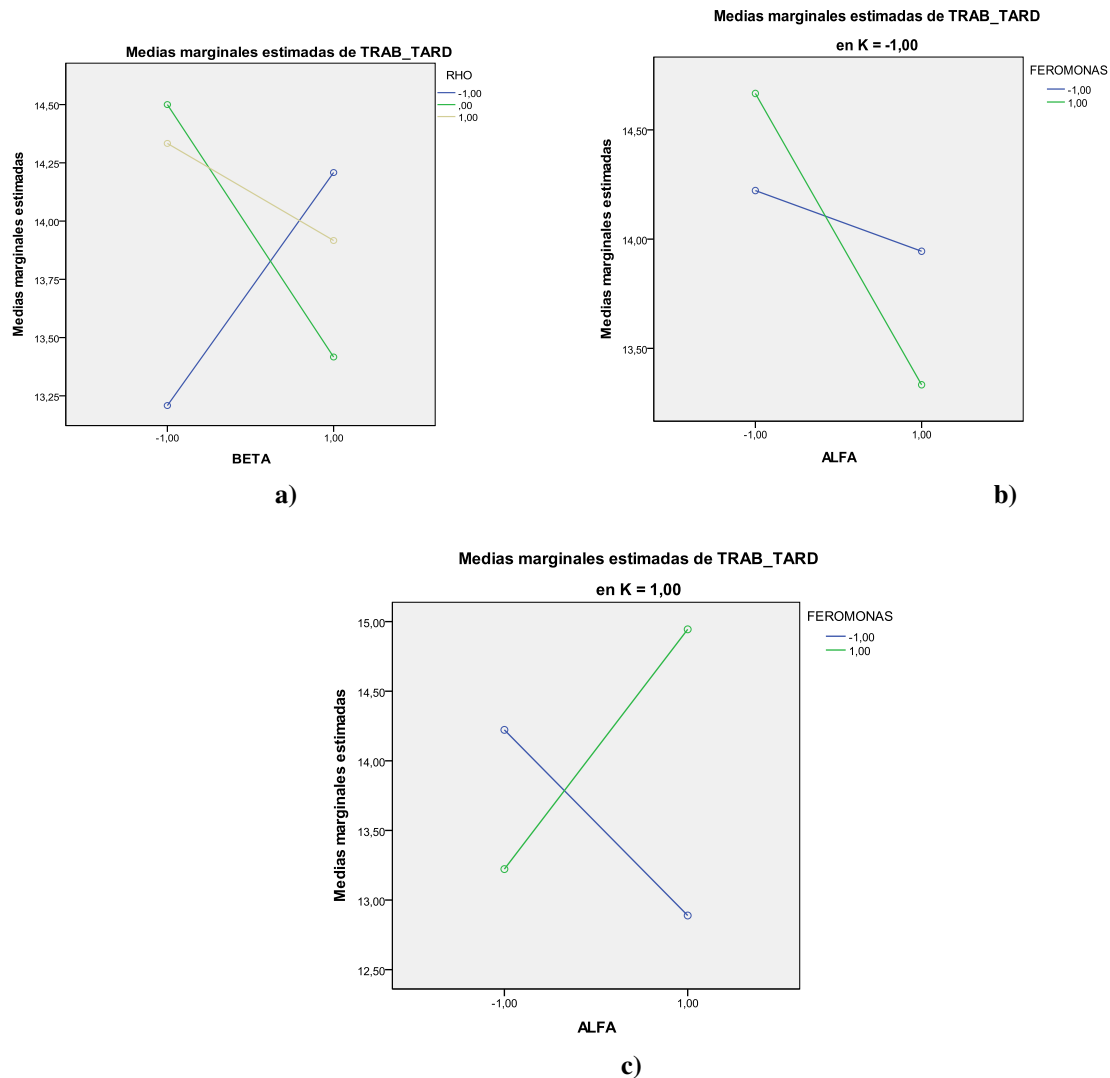 Medias marginales estimadas de TRAB_TARD
RHO
-1,00
,00
1,00
14,50
14,25
14,00
13,75
13,50
13,25
Medias marginales estimadas
-1,00
1,00
BETA
a)
Medias marginales estimadas de TRAB_TARD
en K = -1,00
FEROMONAS
-1,00
1,00
14,50
14,00
13,50
Medias marginales estimadas
-1,00
1,00
ALFA
b)
Medias marginales estimadas de TRAB_TARD
en K = 1,00
FEROMONAS
-1,00
1,00
15,00
14,50
14,00
13,50
13,00
12,50
Medias marginales estimadas
-1,00
1,00
ALFA
c)